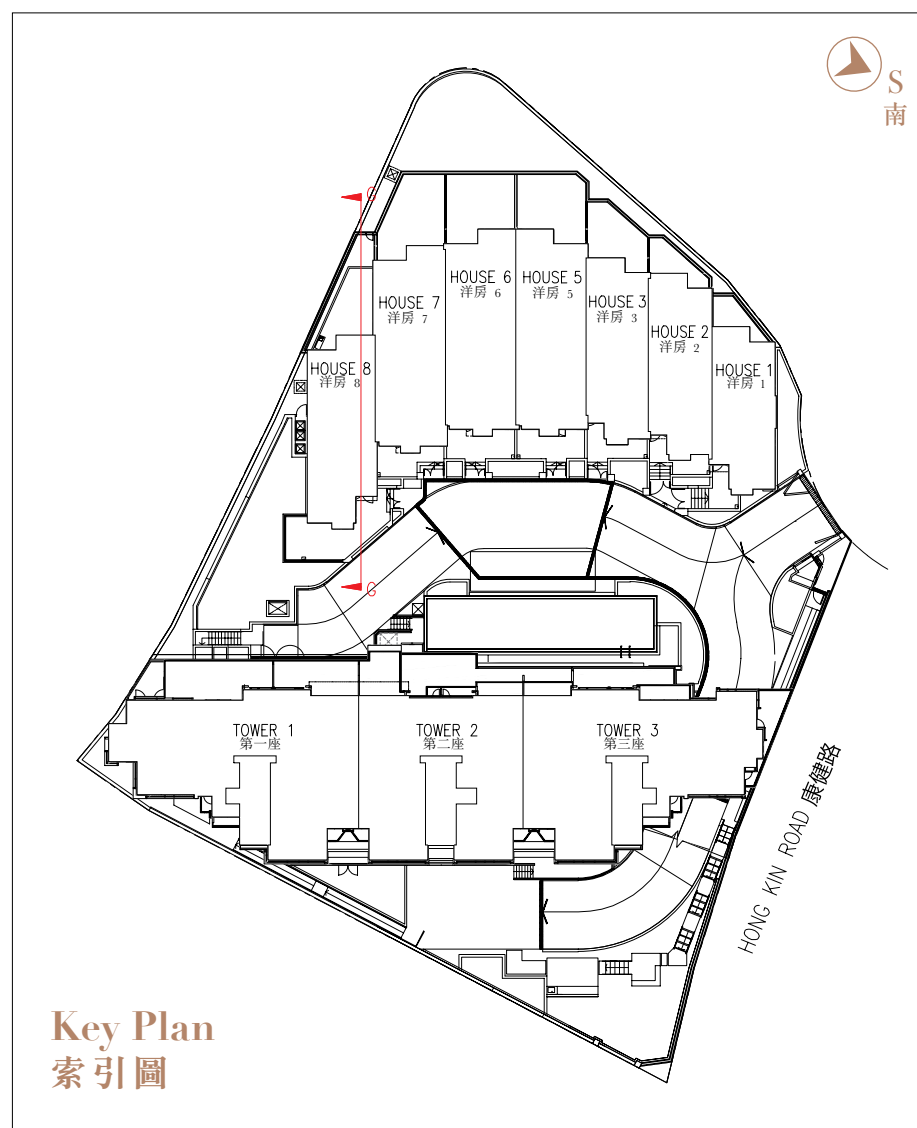 S
南
G
HOUSE 6
洋房 6
HOUSE 5
洋房 5
HOUSE 7
洋房 7
HOUSE 3
洋房 3
HOUSE 2
洋房 2
HOUSE 8
洋房 8
HOUSE 1
洋房 1
G
TOWER 1
第一座
TOWER 2
第二座
TOWER 3
第三座
HONG KIN ROAD 康健路
Key Plan
索引圖